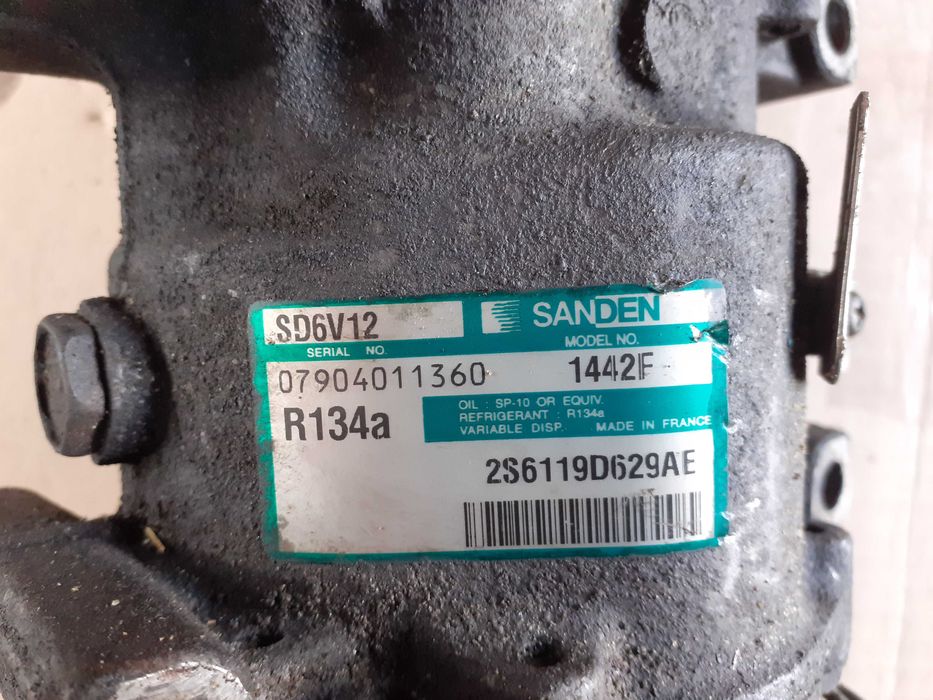 SD6V12 SANDEN
SERIAL NO. MODEL NO.
07904011360 1442F
R134a
OIL : SP-10 OR EQUIV.
REFRIGERANT : R134a
VARIABLE DISP. MADE IN FRANCE
2S6119D629AE